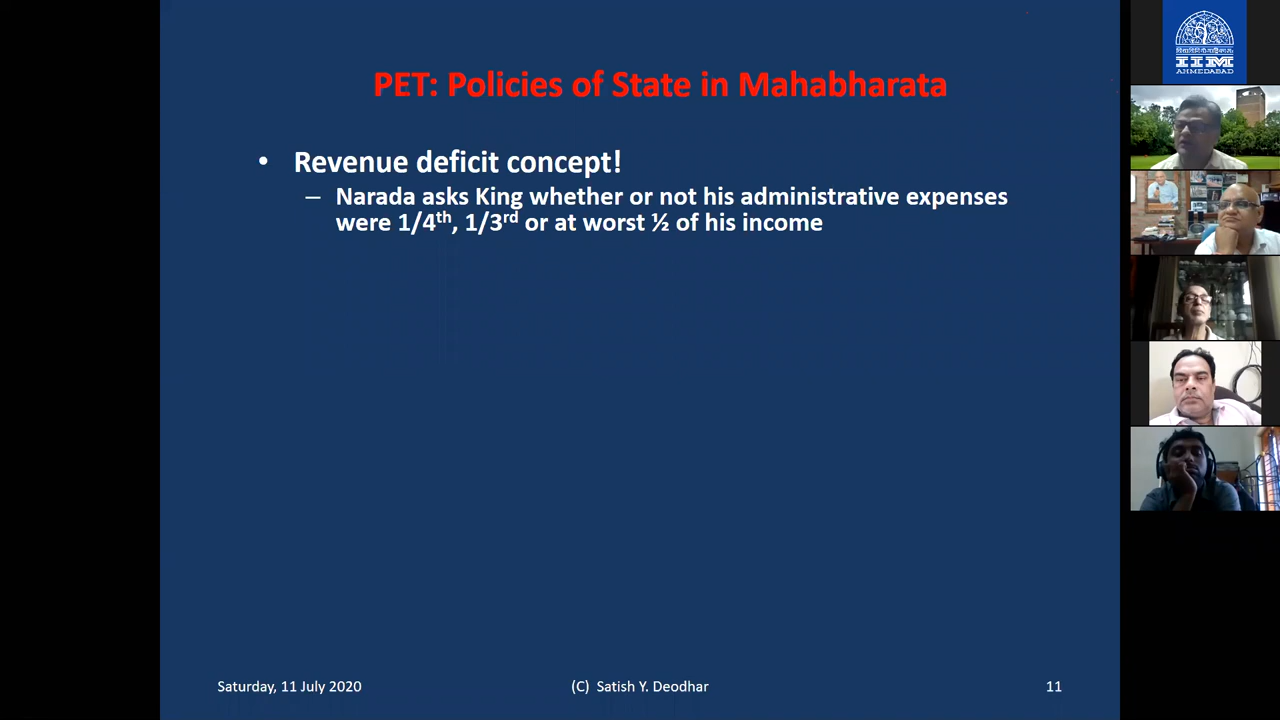 PET: Policies of State in Mahabharata
• Revenue deficit concept!
– Narada asks King whether or not his administrative expenses
were 1/4th, 1/3rd or at worst ½ of his income
Saturday, 11 July 2020
(C) Satish Y. Deodhar
11
IIM
AHMEDABAD